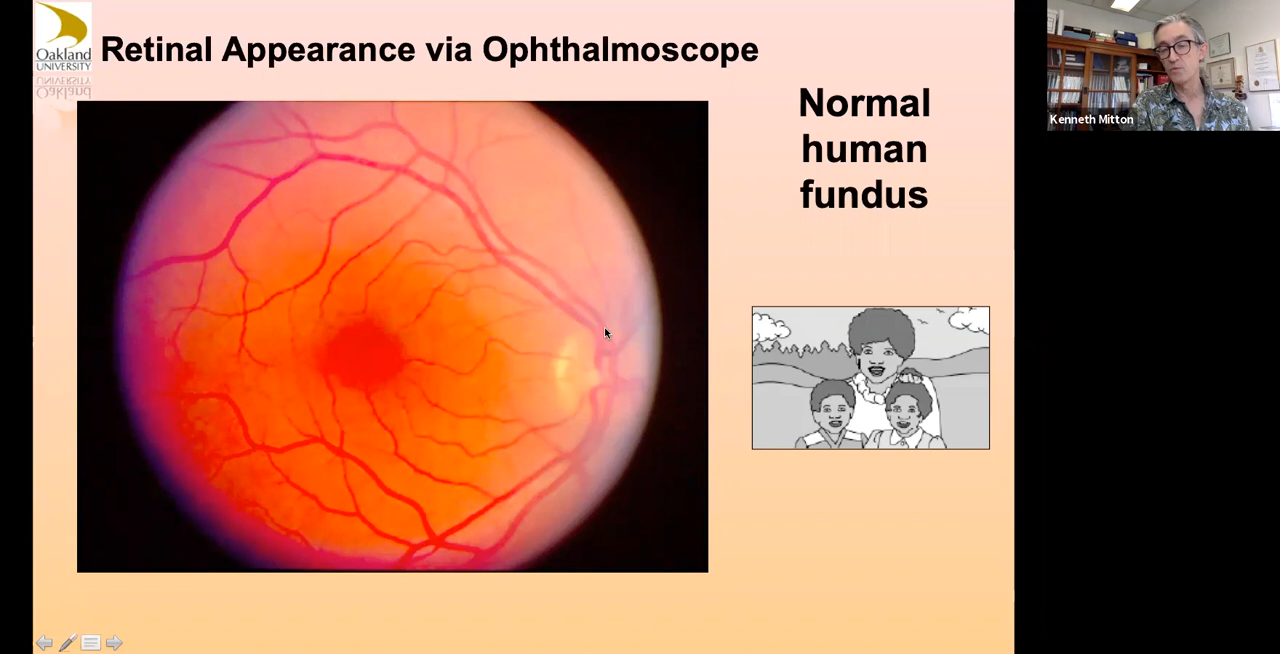 Oakland
UNIVERSITY
Retinal Appearance via Ophthalmoscope
Normal
human
fundus
Kenneth Mitton